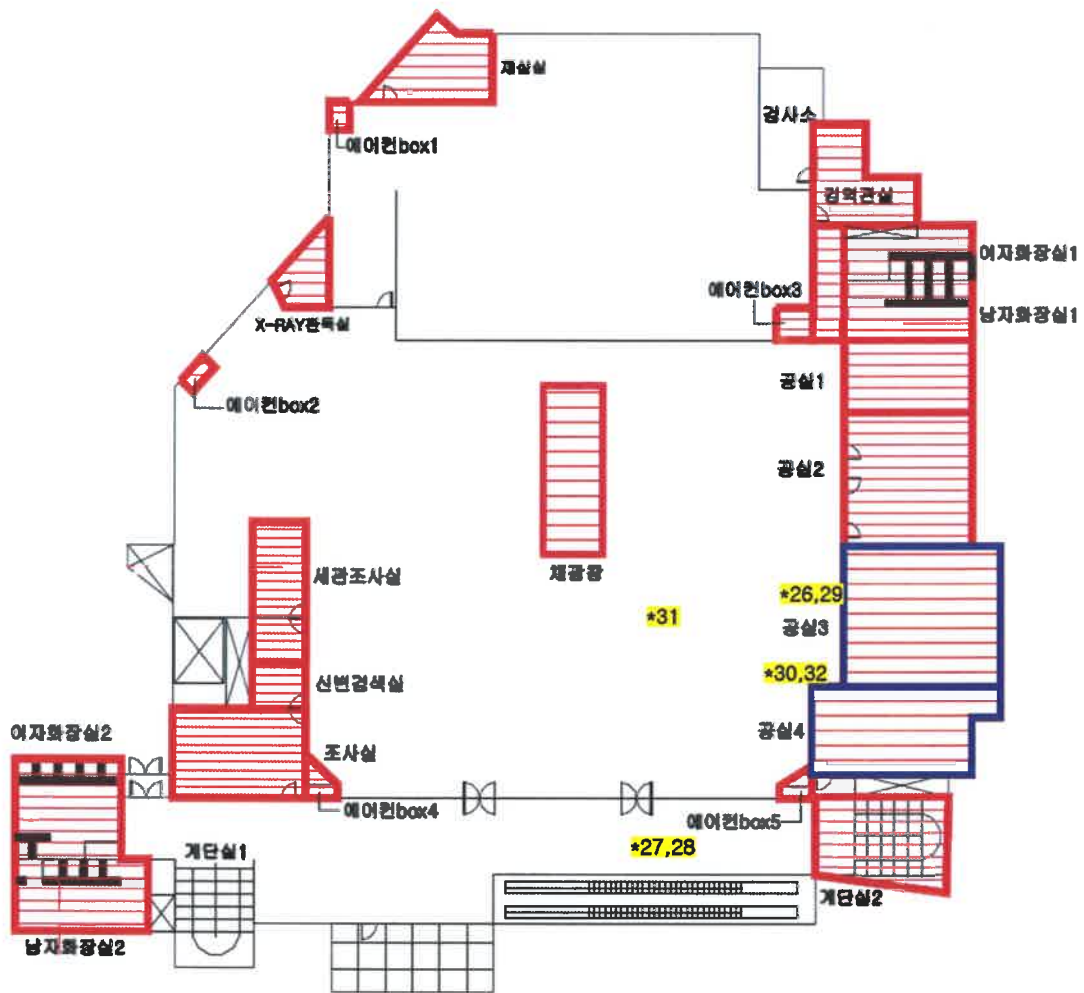 재심실
검사소
에어컨box1
검역관실
여자화장실1
에어컨box3
남자화장실1
X-RAY판독실
공실1
에어컨box2
공실2
채광창
세관조사실
*26,29
*31
공실3
*30,32
신변검색실
여자화장실2
공실4
조사실
에어컨box4
에어컨box5
*27,28
계단실1
계단실2
남자화장실2